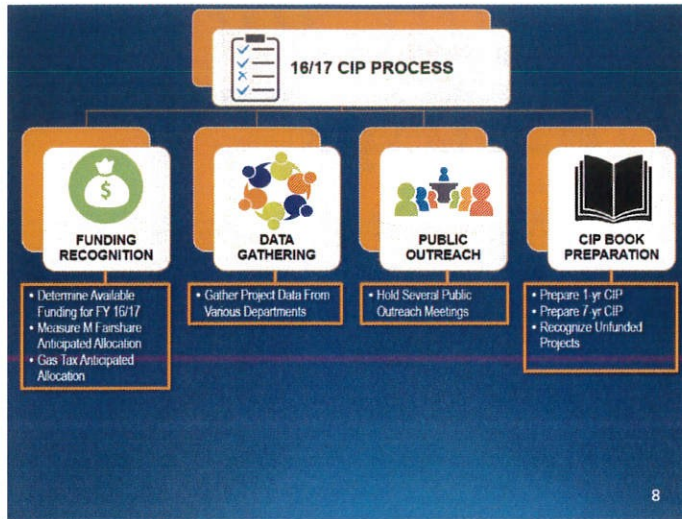 16/17 CIP PROCESS
FUNDING
RECOGNITION
• Determine Available
Funding for FY 16/17
• Measure M Fairshare
Anticipated Allocation
• Gas Tax Anticipated
Allocation
DATA
GATHERING
• Gather Project Data From
Various Departments
PUBLIC
OUTREACH
• Hold Several Public
Outreach Meetings
CIP BOOK
PREPARATION
• Prepare 1-yr CIP
• Prepare 7-yr CIP
• Recognize Unfunded
Projects
8